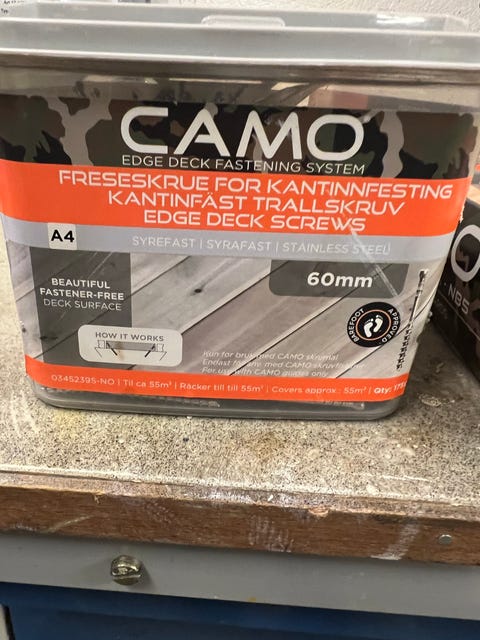 CAMO
EDGE DECK FASTENING SYSTEM
FRESESKRUE FOR KANTINNFESTING
KANTINFÄST TRALLSKRUV
EDGE DECK SCREWS
A4
SYREFAST | SYRAFAST | STAINLESS STEEL
60mm
BEAUTIFUL
FASTENER-FREE
DECK SURFACE
BAREFOOT APPROVED
HOW IT WORKS
Kun for bruk med CAMO skrumal
For use with CAMO guides only
03452395-NO | Til ca 55m² | Räcker till till 55m² | Covers approx.: 55m² | Qty:
NBS